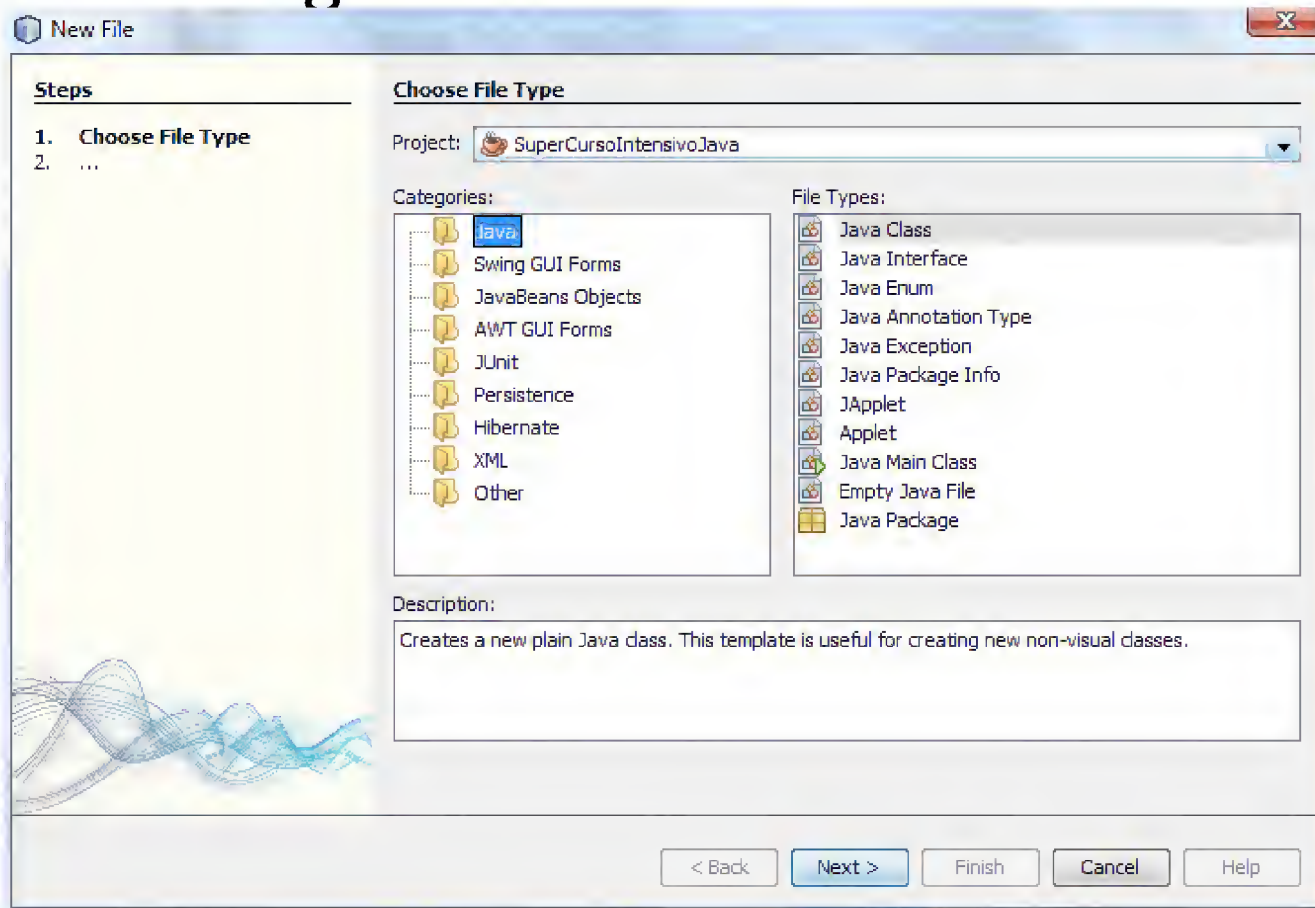 New File
Steps
1. Choose File Type
2. ...
Choose File Type
Project: SuperCursoIntensivoJava
Categories:
Java
Swing GUI Forms
JavaBeans Objects
AWT GUI Forms
JUnit
Persistence
Hibernate
XML
Other
File Types:
Java Class
Java Interface
Java Enum
Java Annotation Type
Java Exception
Java Package Info
JApplet
Applet
Java Main Class
Empty Java File
Java Package
Description:
Creates a new plain Java class. This template is useful for creating new non-visual classes.
< Back Next > Finish Cancel Help